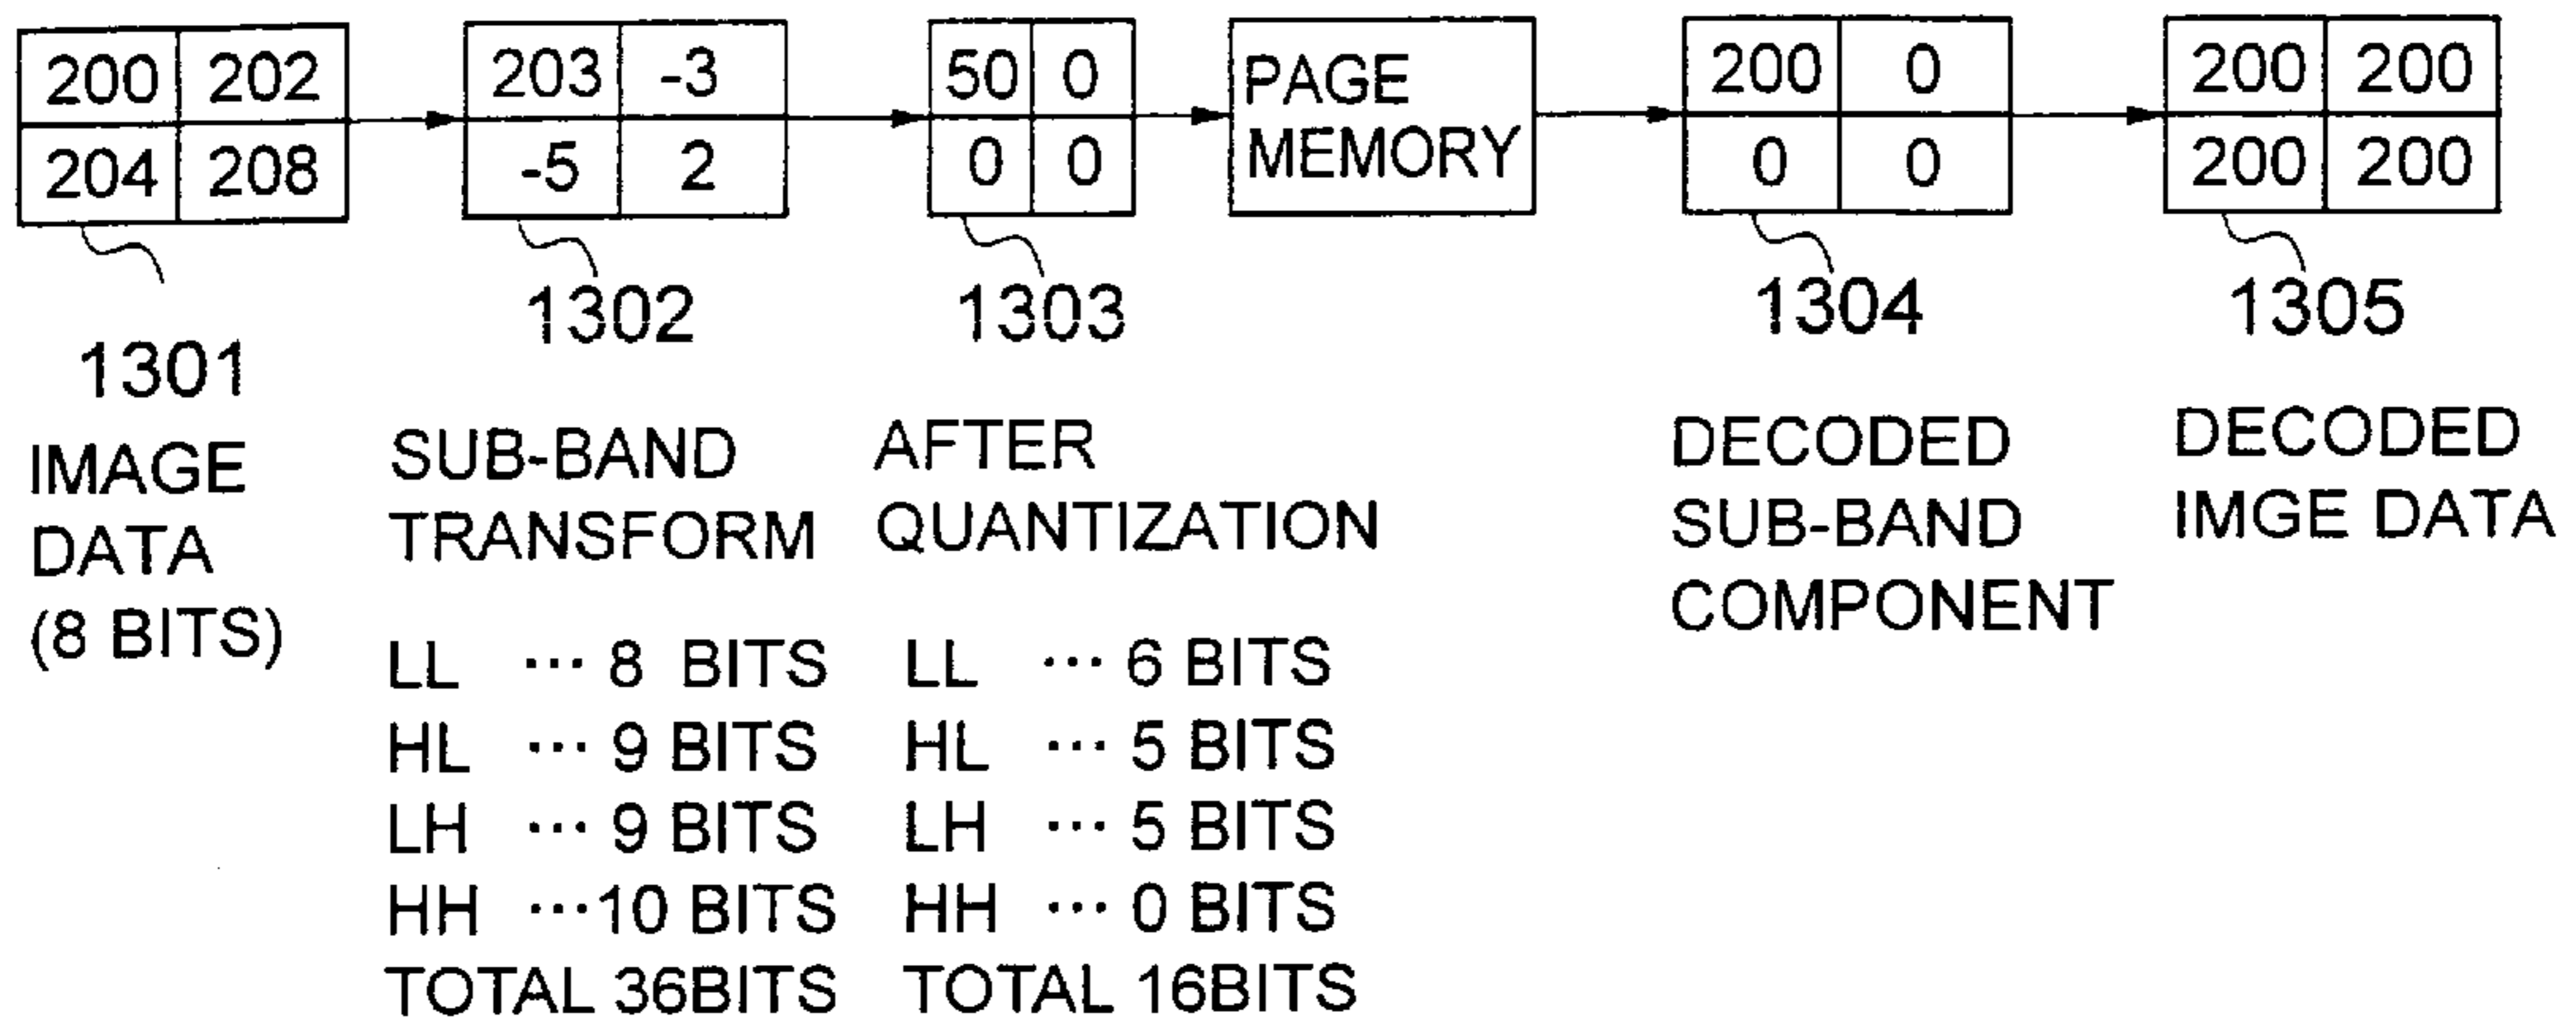 200 202
204 208
203 -3
-5 2
50 0
0 0
PAGE
MEMORY
200 0
0 0
200 200
200 200
1301
1302
1303
1304
1305
IMAGE
DATA
(8 BITS)
SUB-BAND
TRANSFORM
LL ··· 8 BITS
HL ··· 9 BITS
LH ··· 9 BITS
HH ···10 BITS
TOTAL 36BITS
AFTER
QUANTIZATION
LL ··· 6 BITS
HL ··· 5 BITS
LH ··· 5 BITS
HH ··· 0 BITS
TOTAL 16BITS
DECODED
SUB-BAND
COMPONENT
DECODED
IMGE DATA